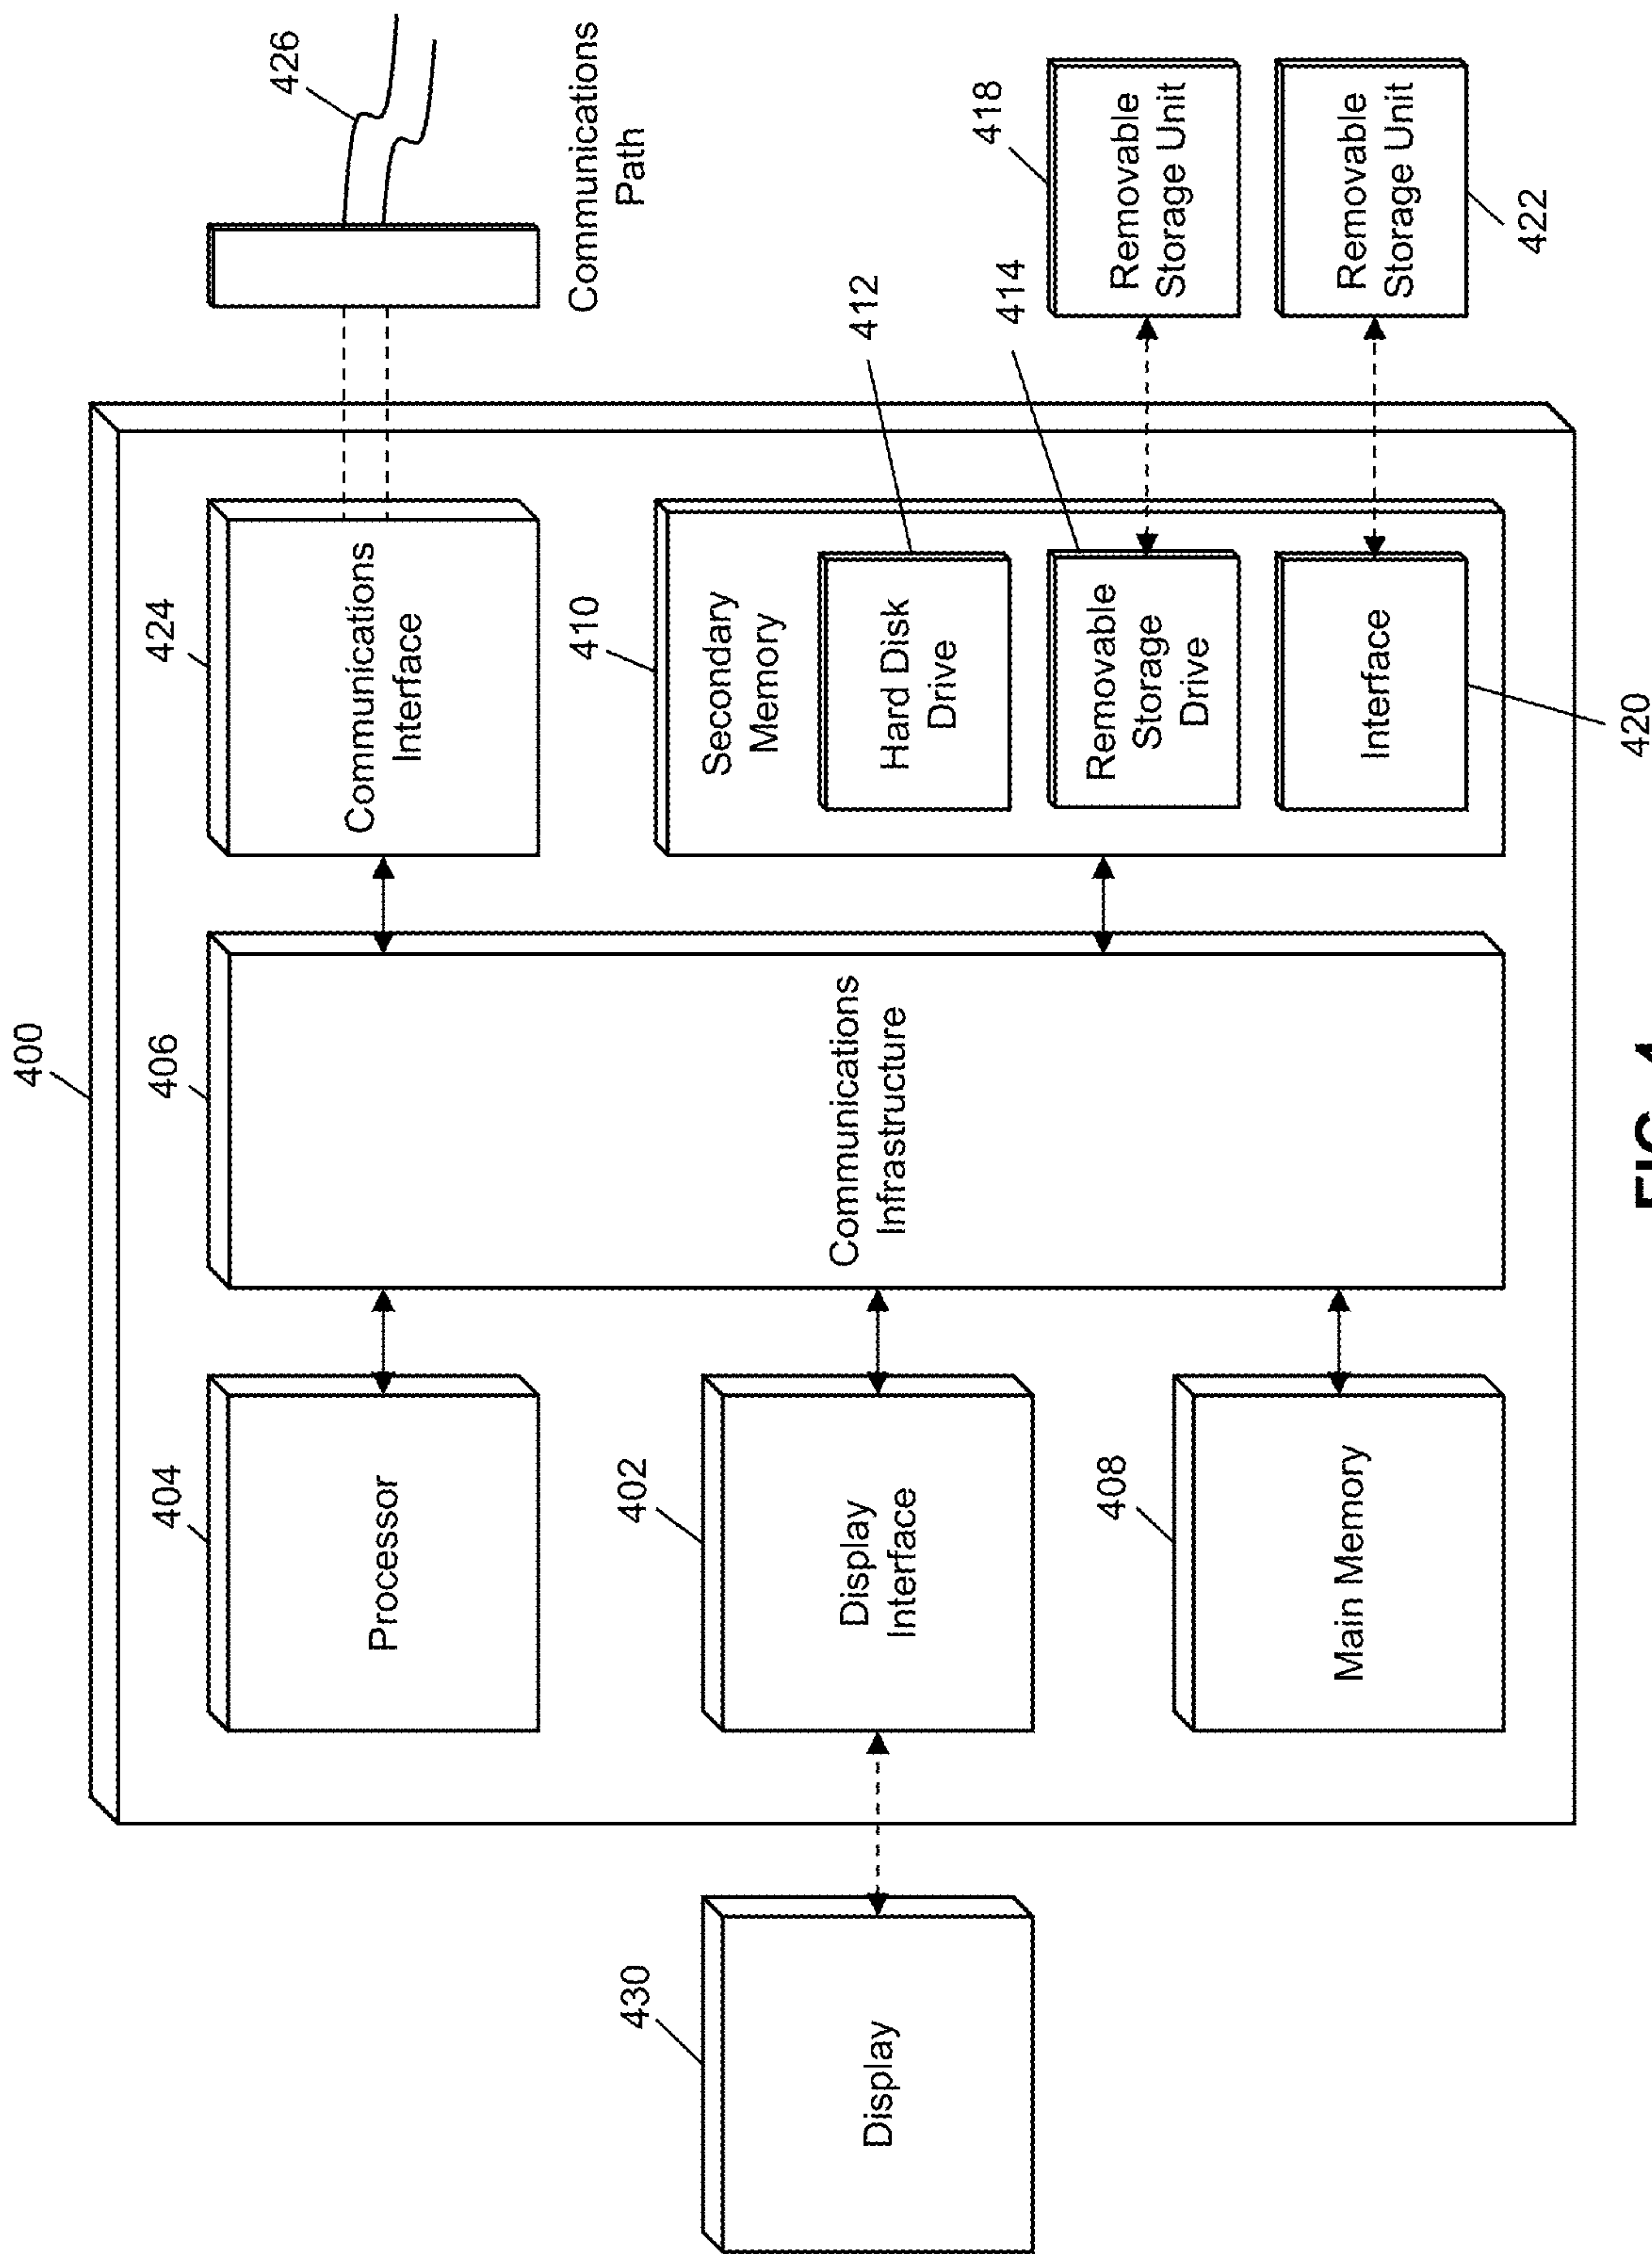 400
404
406
424
426
Processor
Communications
Interface
Communications
Path
430
402
410
Display
Display
Interface
Communications
Infrastructure
Secondary
Memory
412
Hard Disk
Drive
414
418
Removable
Storage
Drive
Removable
Storage Unit
408
Main Memory
Interface
Removable
Storage Unit
420
422
FIG. 4